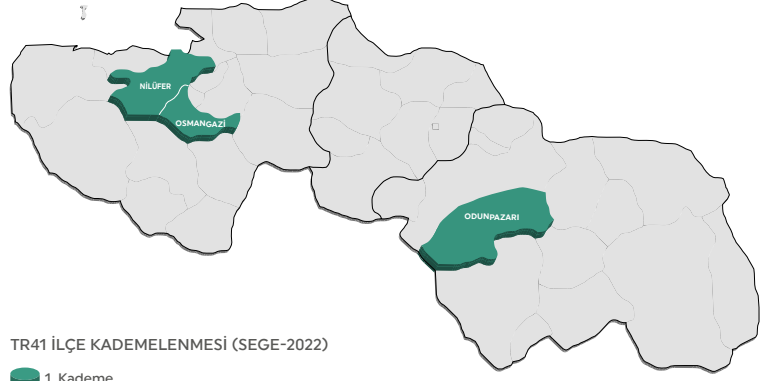 NİLÜFER
OSMANGAZİ
ODUNPAZARI
TR41 İLÇE KADEMELENMESİ (SEGE-2022)
1. Kademe